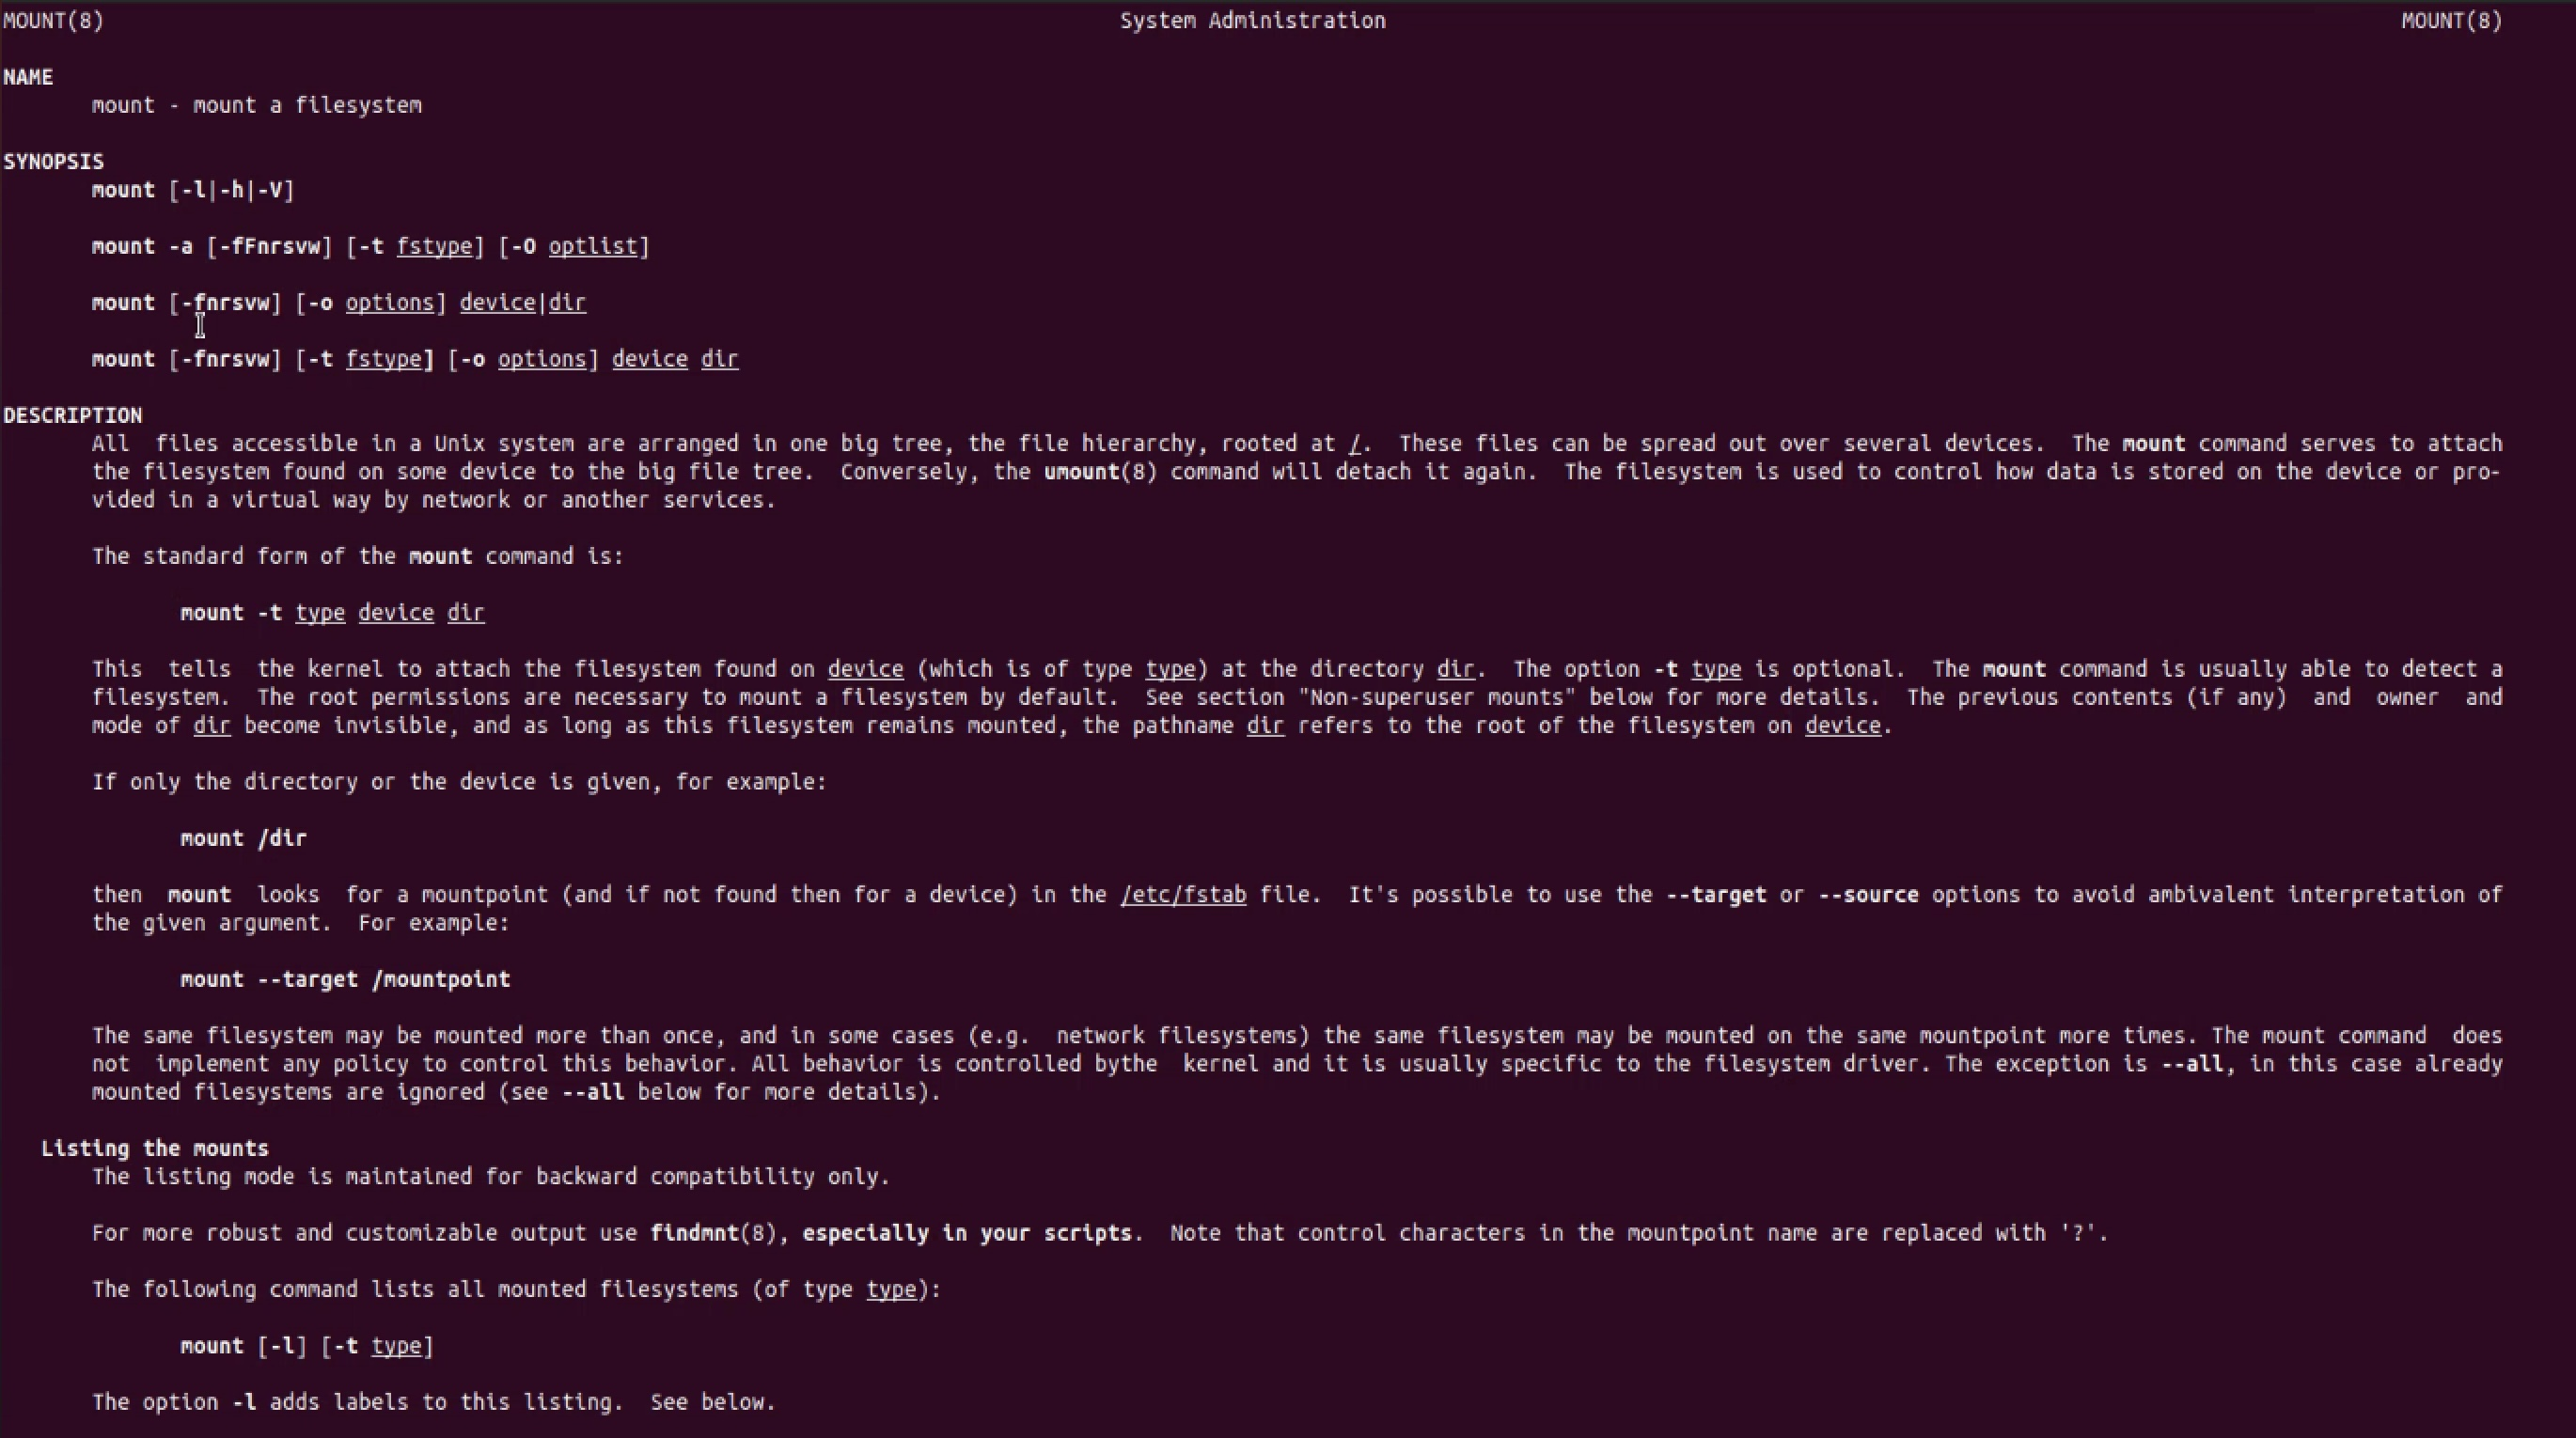 MOUNT(8) System Administration MOUNT(8)
NAME
mount - mount a filesystem
SYNOPSIS
mount [-l|-h|-V]
mount -a [-fFnrsvw] [-t fstype] [-O optlist]
mount [-fnrsvw] [-o options] device|dir
mount [-fnrsvw] [-t fstype] [-o options] device dir
DESCRIPTION
All files accessible in a Unix system are arranged in one big tree, the file hierarchy, rooted at /. These files can be spread out over several devices. The mount command serves to attach
the filesystem found on some device to the big file tree. Conversely, the umount(8) command will detach it again. The filesystem is used to control how data is stored on the device or pro-
vided in a virtual way by network or another services.
The standard form of the mount command is:
mount -t type device dir
This tells the kernel to attach the filesystem found on device (which is of type type) at the directory dir. The option -t type is optional. The mount command is usually able to detect a
filesystem. The root permissions are necessary to mount a filesystem by default. See section "Non-superuser mounts" below for more details. The previous contents (if any) and owner and
mode of dir become invisible, and as long as this filesystem remains mounted, the pathname dir refers to the root of the filesystem on device.
If only the directory or the device is given, for example:
mount /dir
then mount looks for a mountpoint (and if not found then for a device) in the /etc/fstab file. It's possible to use the --target or --source options to avoid ambivalent interpretation of
the given argument. For example:
mount --target /mountpoint
The same filesystem may be mounted more than once, and in some cases (e.g. network filesystems) the same filesystem may be mounted on the same mountpoint more times. The mount command does
not implement any policy to control this behavior. All behavior is controlled bythe kernel and it is usually specific to the filesystem driver. The exception is --all, in this case already
mounted filesystems are ignored (see --all below for more details).
Listing the mounts
The listing mode is maintained for backward compatibility only.
For more robust and customizable output use findmnt(8), especially in your scripts. Note that control characters in the mountpoint name are replaced with '?'.
The following command lists all mounted filesystems (of type type):
mount [-l] [-t type]
The option -l adds labels to this listing. See below.